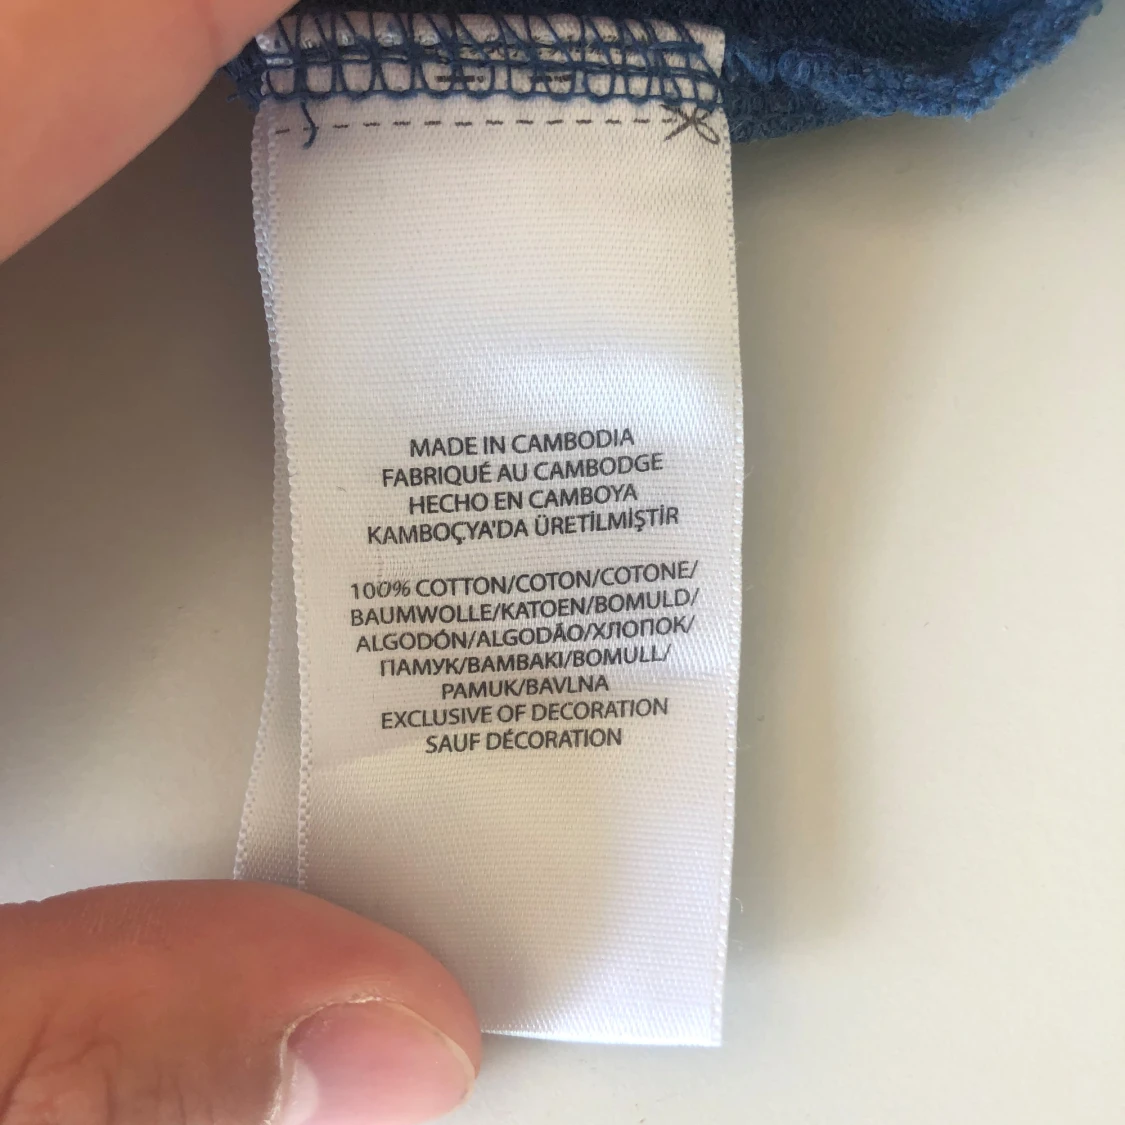 MADE IN CAMBODIA
FABRIQUÉ AU CAMBODGE
HECHO EN CAMBOYA
KAMBOÇYA'DA ÜRETİLMİŞTİR
100% COTTON/COTON/COTONE/
BAUMWOLLE/KATOEN/BOMULD/
ALGODÓN/ALGODÃO/ХЛОПОК/
ПАМУК/BAMBAKI/BOMULL/
PAMUK/BAVLNA
EXCLUSIVE OF DECORATION
SAUF DÉCORATION